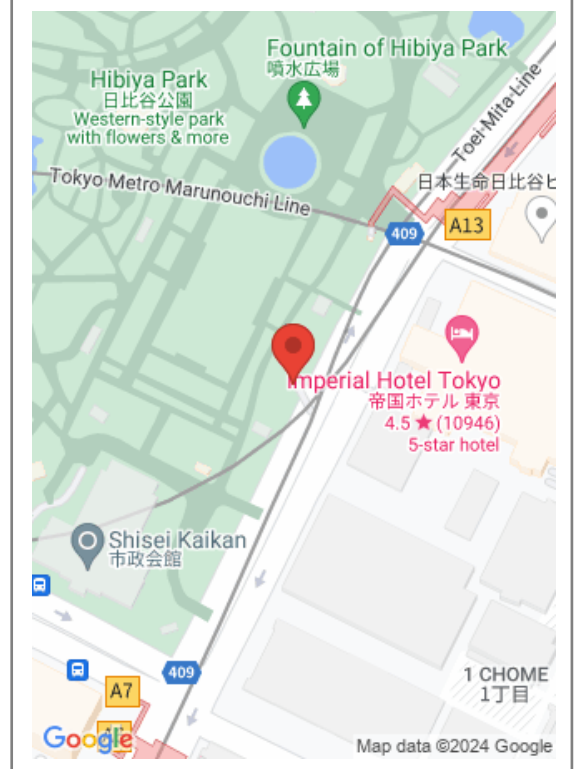 Fountain of Hibiya Park
噴水広場
Hibiya Park
日比谷公園
Western-style park
with flowers & more
Toei-Mita-Line
Tokyo Metro Marunouchi Line
日本生命日比谷ビ
A13
409
Imperial Hotel Tokyo
帝国ホテル 東京
4.5 ★ (10946)
5-star hotel
Shisei Kaikan
市政会館
409
1 CHOME
1丁目
A7
Google
Map data ©2024 Google